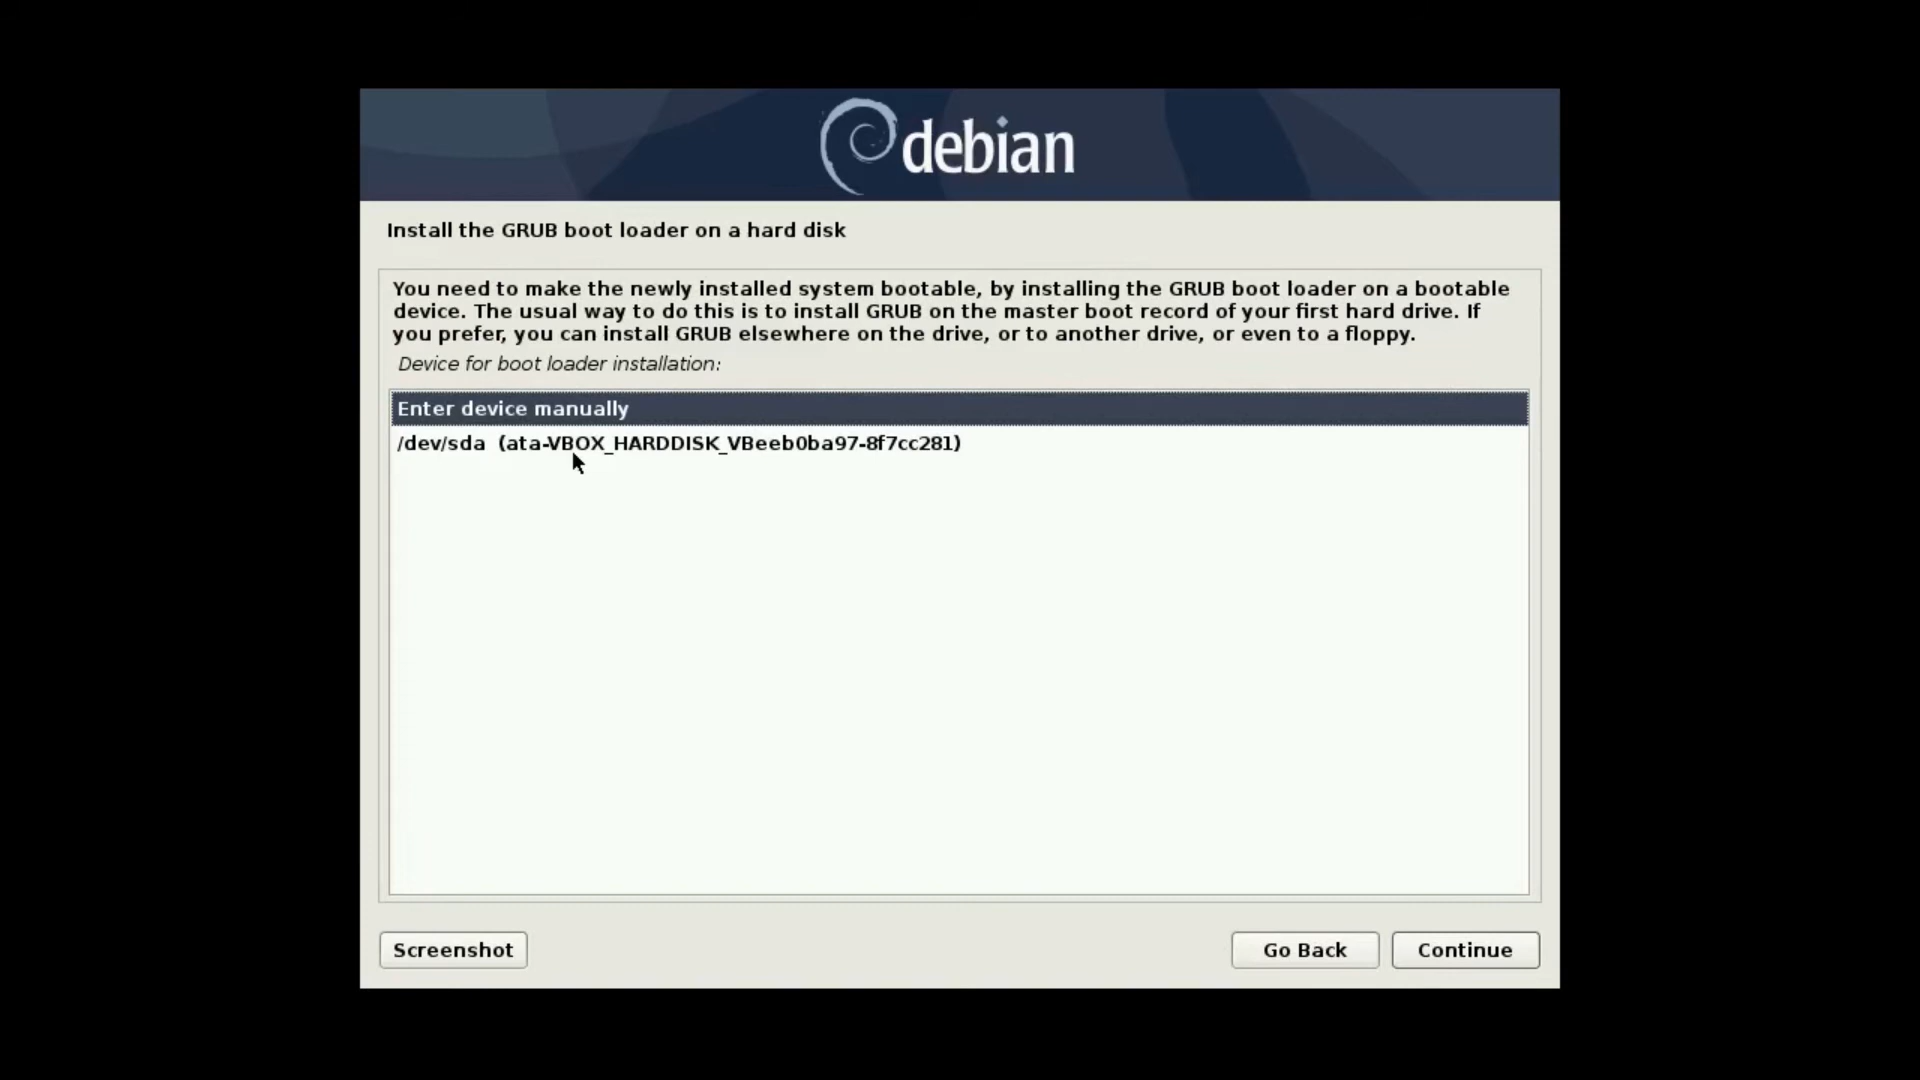 debian
Install the GRUB boot loader on a hard disk
You need to make the newly installed system bootable, by installing the GRUB boot loader on a bootable
device. The usual way to do this is to install GRUB on the master boot record of your first hard drive. If
you prefer, you can install GRUB elsewhere on the drive, or to another drive, or even to a floppy.
Device for boot loader installation:
Enter device manually
/dev/sda (ata-VBOX_HARDDISK_VBeeb0ba97-8f7cc281)
Screenshot
Go Back
Continue